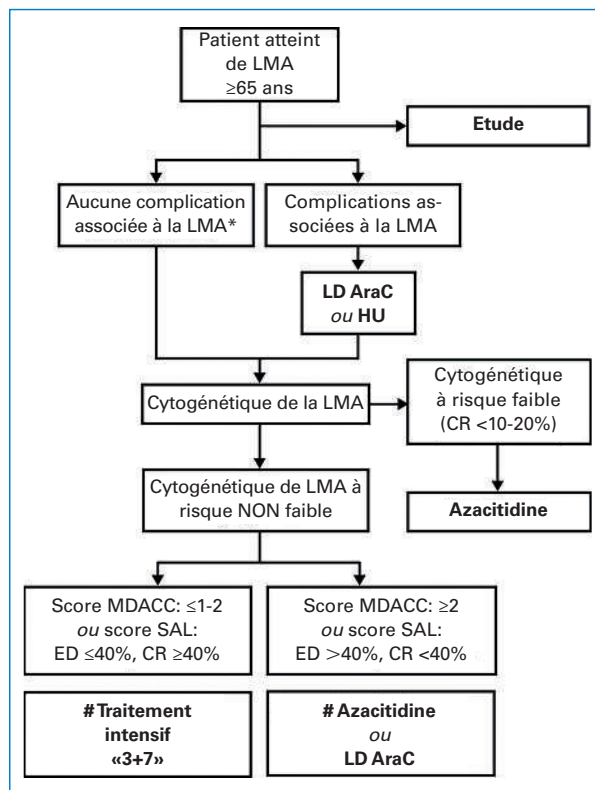 Patient atteint
de LMA
≥65 ans
Etude
Aucune complication
associée à la LMA*
Complications as-
sociées à la LMA
LD AraC
ou HU
Cytogénétique de la LMA
Cytogénétique
à risque faible
(CR <10-20%)
Cytogénétique de LMA à
risque NON faible
Azacitidine
Score MDACC: ≤1-2
ou score SAL:
ED ≤40%, CR ≥40%
Score MDACC: ≥2
ou score SAL:
ED >40%, CR <40%
# Traitement
intensif
«3+7»
# Azacitidine
ou
LD AraC